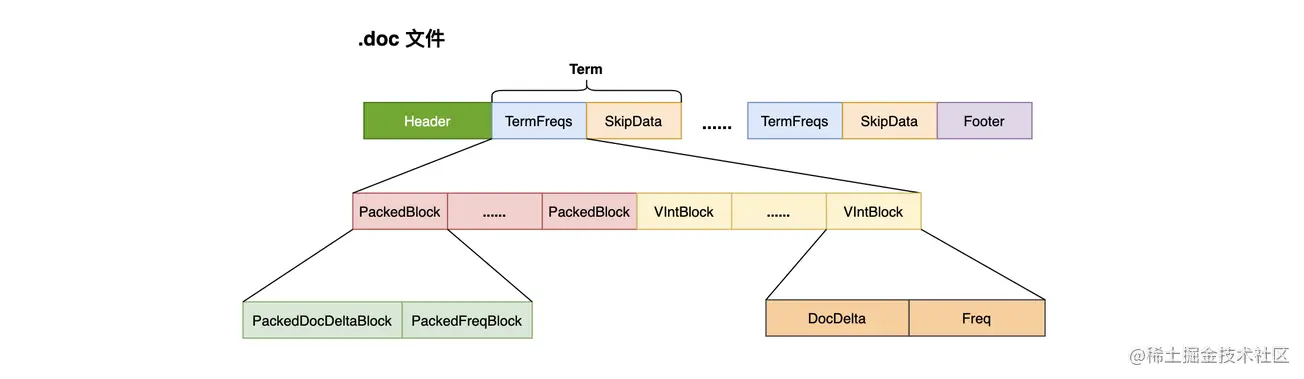 .doc 文件
Term
Header TermFreqs SkipData ...... TermFreqs SkipData Footer
PackedBlock ...... PackedBlock VIntBlock ...... VIntBlock
PackedDocDeltaBlock PackedFreqBlock DocDelta Freq
@稀土掘金技术社区